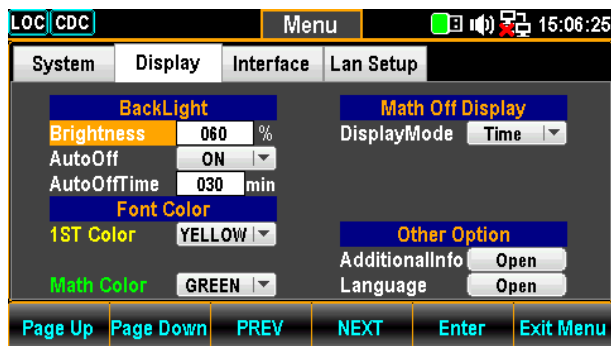 LOC CDC Menu 15:06:25
System Display Interface Lan Setup
BackLight
Brightness 060 %
AutoOff ON
AutoOffTime 030 min
Font Color
1ST Color YELLOW
Math Color GREEN
Math Off Display
DisplayMode Time
Other Option
AdditionalInfo Open
Language Open
Page Up Page Down PREV NEXT Enter Exit Menu